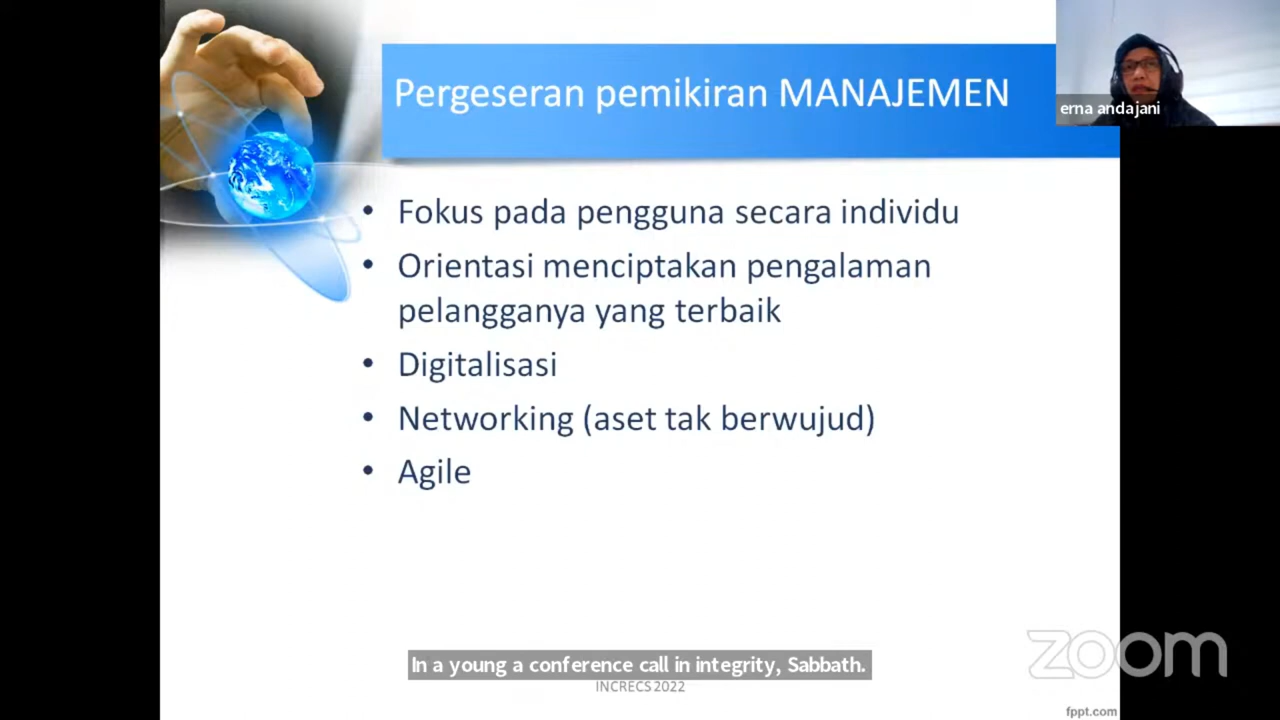 Pergeseran pemikiran MANAJEMEN
erna andajani
• Fokus pada pengguna secara individu
• Orientasi menciptakan pengalaman
pelangganya yang terbaik
• Digitalisasi
• Networking (aset tak berwujud)
• Agile
In a young a conference call in integrity, Sabbath.
INCRECS 2022
zoom
fppt.com